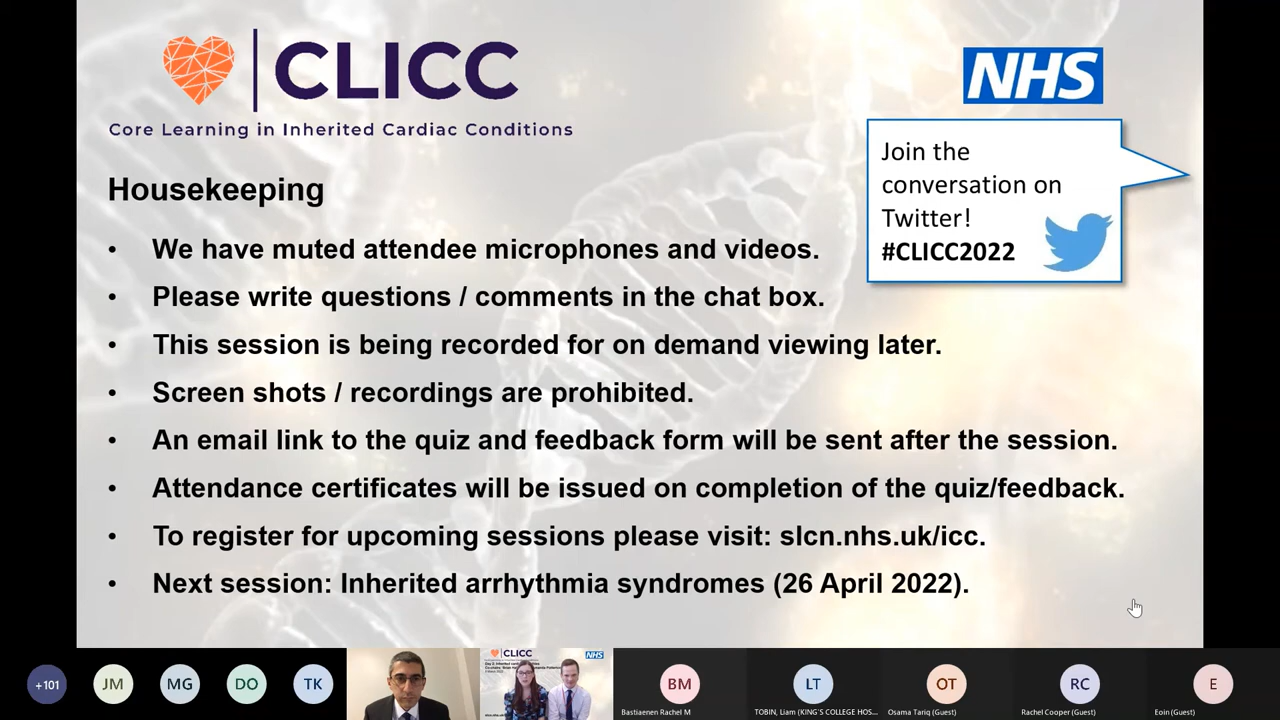 CLICC
Core Learning in Inherited Cardiac Conditions
NHS
Join the
conversation on
Twitter!
#CLICC2022
Housekeeping
• We have muted attendee microphones and videos.
• Please write questions / comments in the chat box.
• This session is being recorded for on demand viewing later.
• Screen shots / recordings are prohibited.
• An email link to the quiz and feedback form will be sent after the session.
• Attendance certificates will be issued on completion of the quiz/feedback.
• To register for upcoming sessions please visit: slcn.nhs.uk/icc.
• Next session: Inherited arrhythmia syndromes (26 April 2022).
+101
JM
MG
DO
TK
CLICC
NHS
BM
Bastiaenen Rachel M
LT
TOBIN, Liam (KING'S COLLEGE HOS...
OT
Osama Tariq (Guest)
RC
Rachel Cooper (Guest)
E
Eoin (Guest)